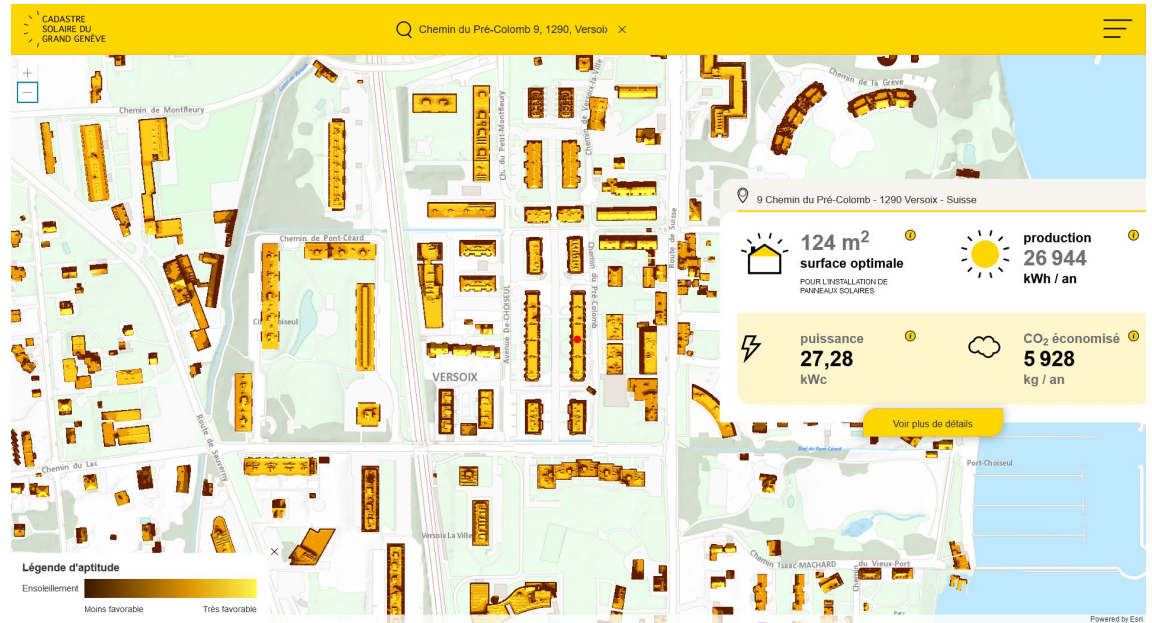 CADASTRE
SOLAIRE DU
GRAND GENÈVE
Chemin du Pré-Colomb 9, 1290, Versoix
Chemin de la Grève
Chemin de Montfleury
Chemin de Versoix-la-Ville
Ch. du Petit-Montfleury
9 Chemin du Pré-Colomb - 1290 Versoix - Suisse
124 m²
surface optimale
POUR L'INSTALLATION DE
PANNEAUX SOLAIRES
production
26 944
kWh / an
puissance
27,28
kWc
CO₂ économisé
5 928
kg / an
Voir plus de détails
Route de Suisse
Chemin de Pont-Céard
Chemin du Pré-Colomb
Avenue De-CHOISEUL
VERSOIX
Route de Sauverny
Chemin du Lac
Port-Choiseul
Versoix La Ville
Chemin Isaac-MACHARD
du Vieux-Port
Légende d'aptitude
Ensoleillement
Moins favorable
Très favorable
Powered by Esri